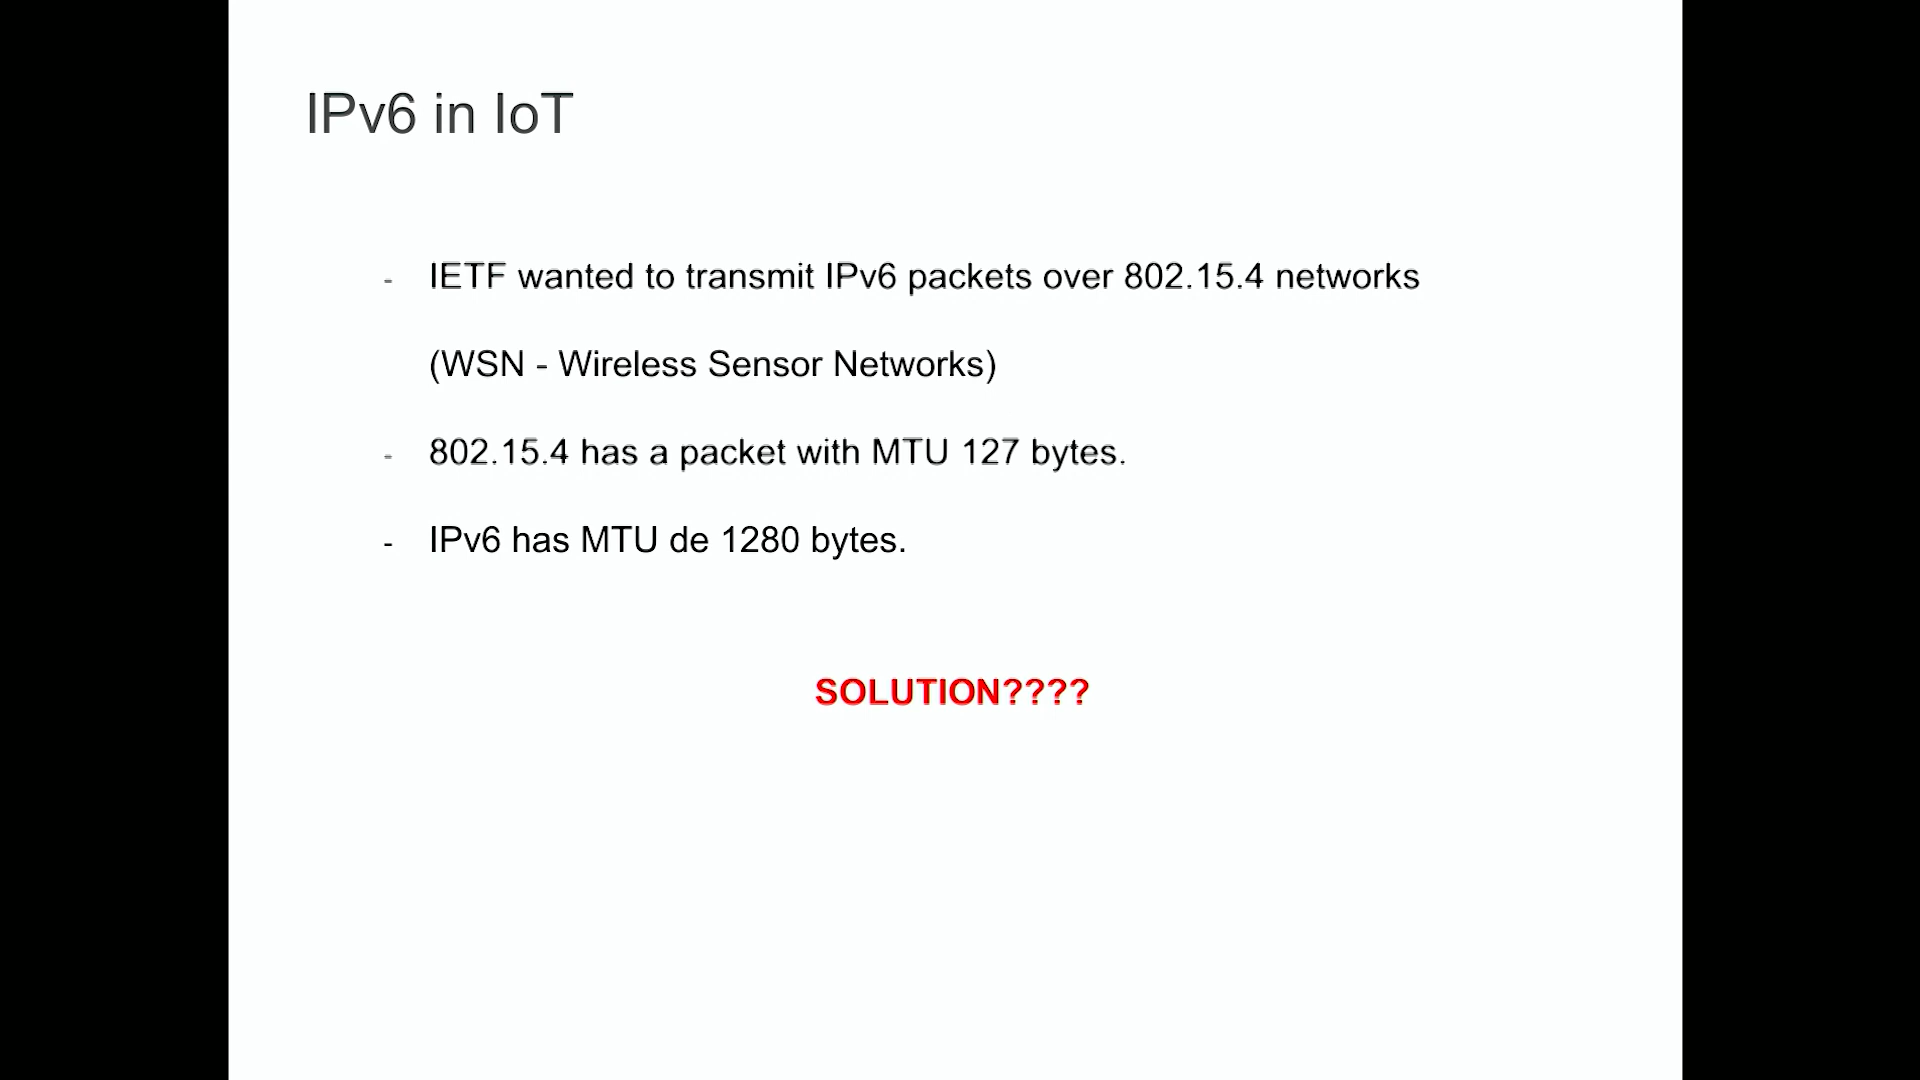 IPv6 in IoT
- IETF wanted to transmit IPv6 packets over 802.15.4 networks
(WSN - Wireless Sensor Networks)
- 802.15.4 has a packet with MTU 127 bytes.
- IPv6 has MTU de 1280 bytes.
SOLUTION????